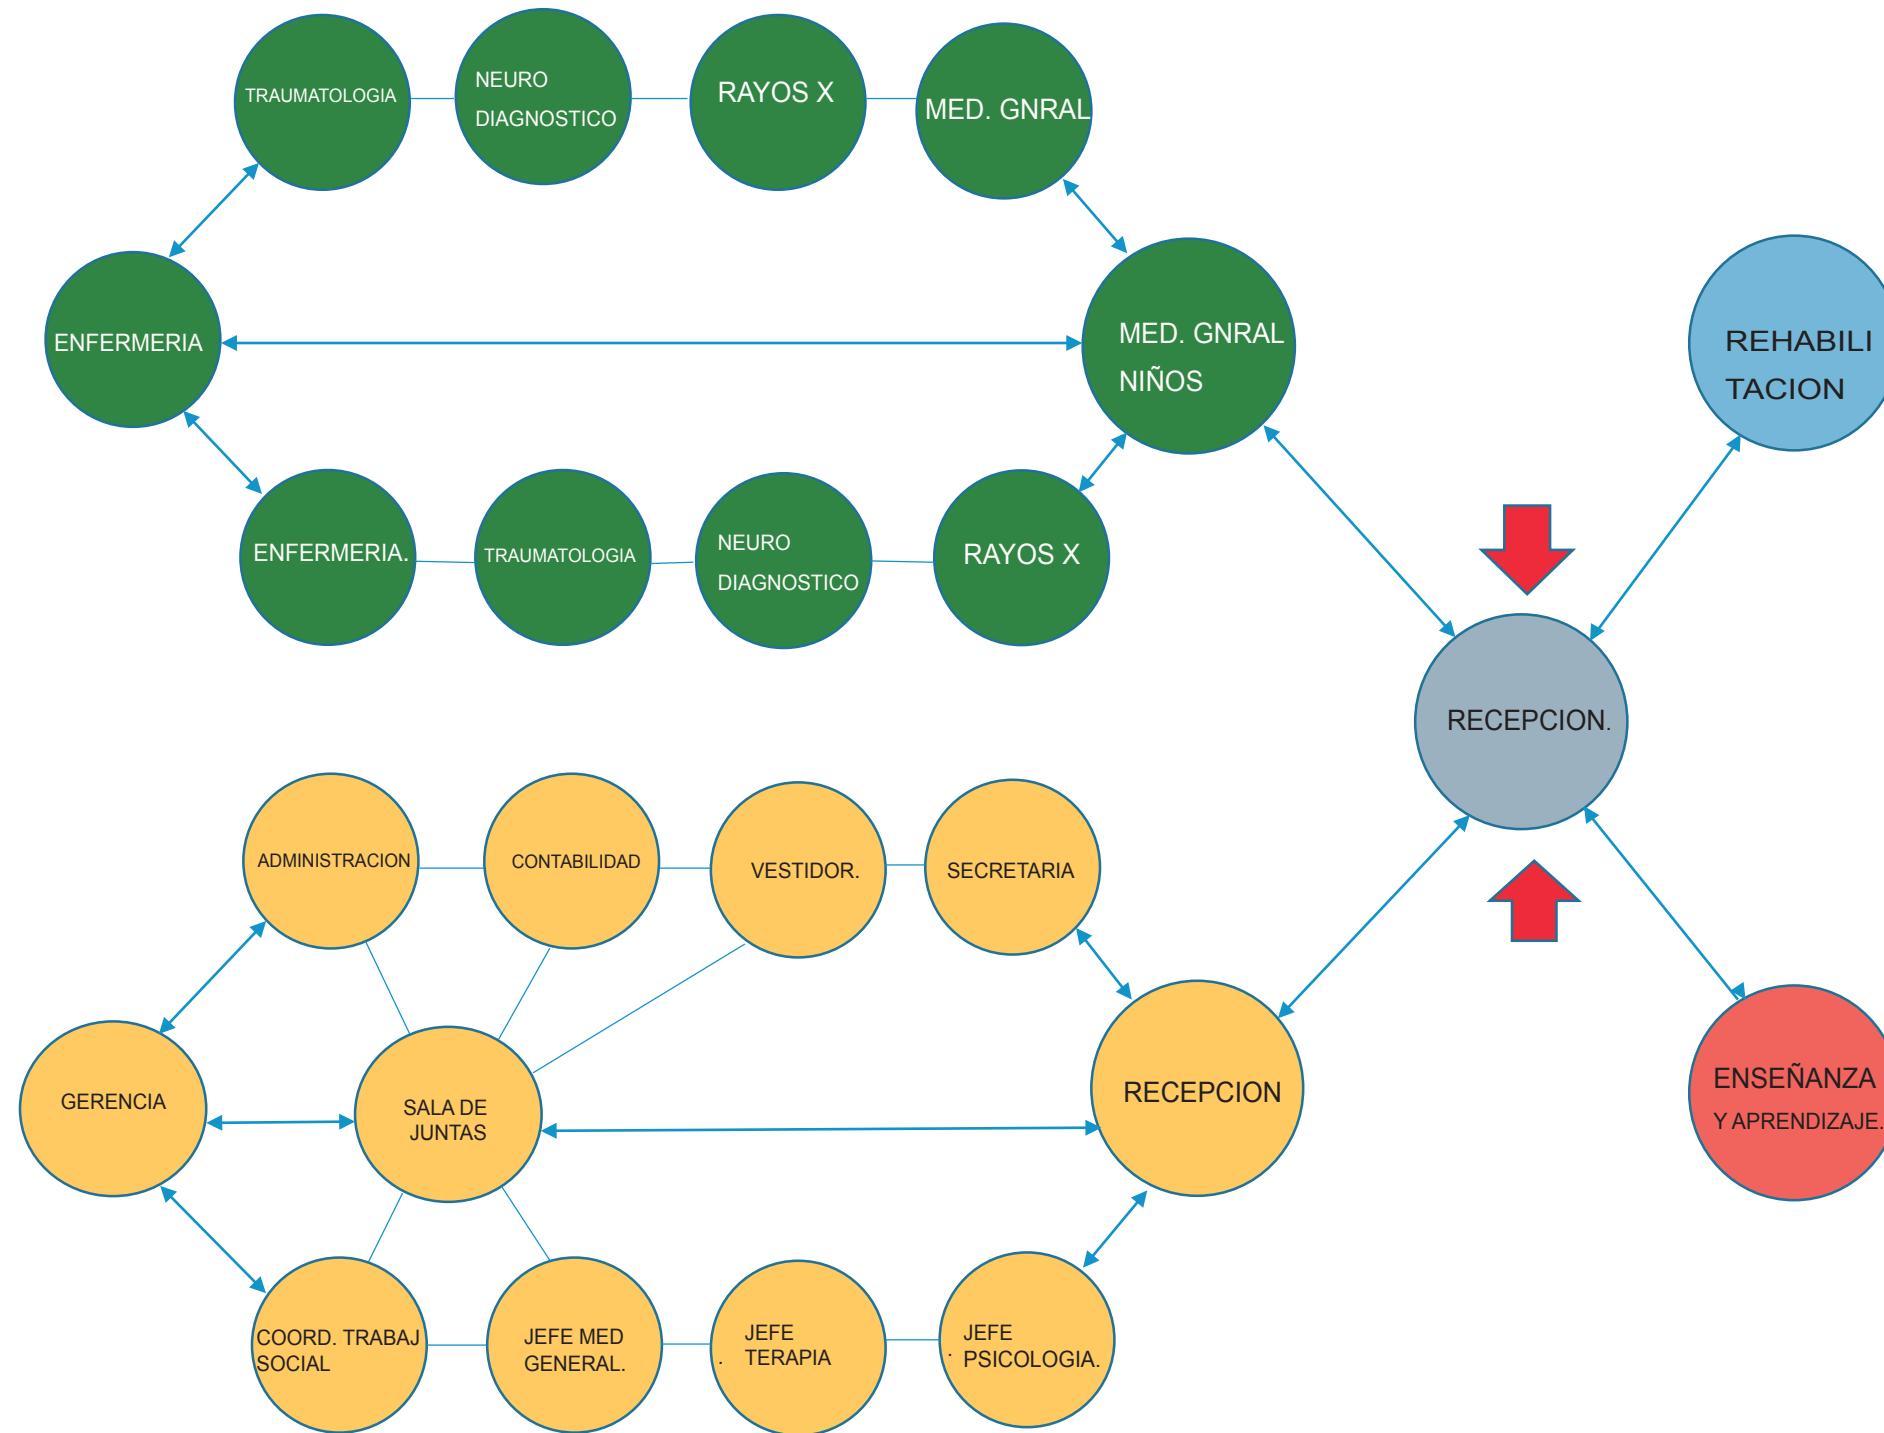 TRAUMATOLOGIA
NEURO
DIAGNOSTICO
RAYOS X
MED. GNRAL
ENFERMERIA
MED. GNRAL
NIÑOS
REHABILI
TACION
ENFERMERIA.
TRAUMATOLOGIA
NEURO
DIAGNOSTICO
RAYOS X
RECEPCION.
ADMINISTRACION
CONTABILIDAD
VESTIDOR.
SECRETARIA
GERENCIA
SALA DE
JUNTAS
RECEPCION
ENSEÑANZA
Y APRENDIZAJE.
COORD. TRABAJ
SOCIAL
JEFE MED
GENERAL.
JEFE
. TERAPIA
JEFE
. PSICOLOGIA.